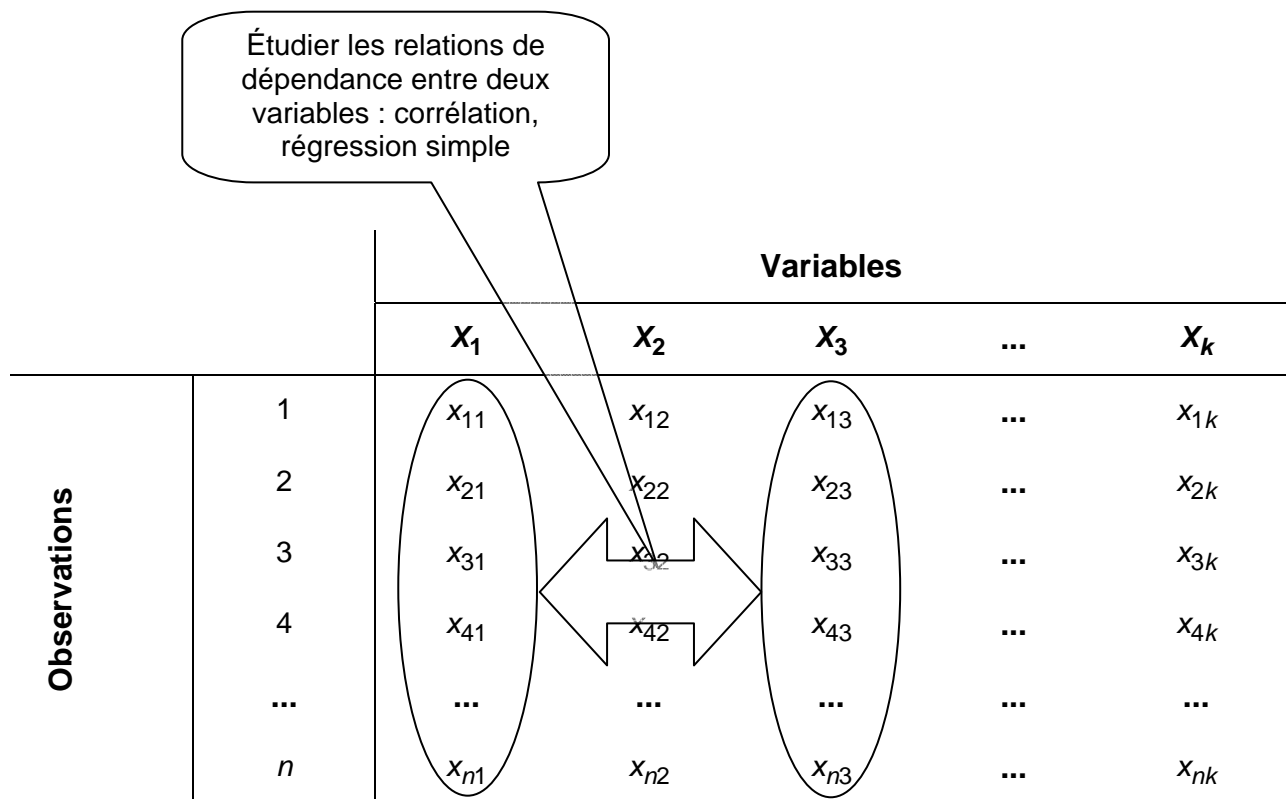 Étudier les relations de
dépendance entre deux
variables : corrélation,
régression simple
Variables
X1 X2 X3 ... Xk
Observations
1 x11 x12 x13 ... x1k
2 x21 x22 x23 ... x2k
3 x31 x32 x33 ... x3k
4 x41 x42 x43 ... x4k
... ... ... ... ... ...
n xn1 xn2 xn3 ... xnk